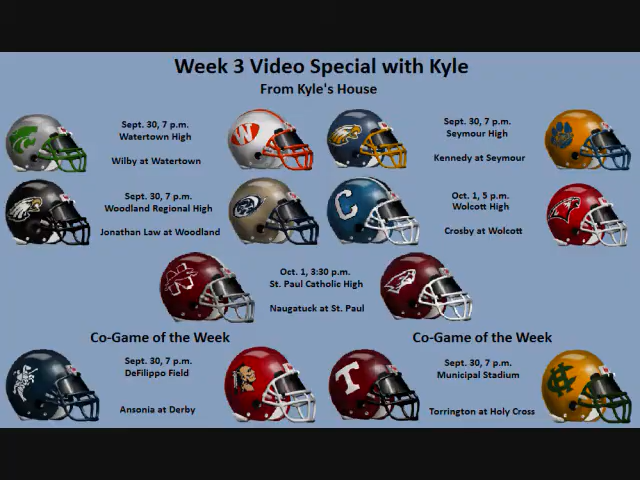 Week 3 Video Special with Kyle
From Kyle's House
Sept. 30, 7 p.m.
Watertown High
Wilby at Watertown
W
Sept. 30, 7 p.m.
Seymour High
Kennedy at Seymour
Sept. 30, 7 p.m.
Woodland Regional High
Jonathan Law at Woodland
C
Oct. 1, 5 p.m.
Wolcott High
Crosby at Wolcott
N
Oct. 1, 3:30 p.m.
St. Paul Catholic High
Naugatuck at St. Paul
Co-Game of the Week
Sept. 30, 7 p.m.
DeFilippo Field
Ansonia at Derby
Co-Game of the Week
T
Sept. 30, 7 p.m.
Municipal Stadium
Torrington at Holy Cross
HC